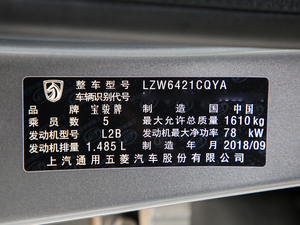 整车型号 LZW6421CQYA
车辆识别代号
品牌 宝骏牌 制造国 中国
乘员数 5 最大允许总质量 1610 kg
发动机型号 L2B 发动机最大净功率 78 kW
发动机排量 1.485 L 制造年月 2018/09
上汽通用五菱汽车股份有限公司